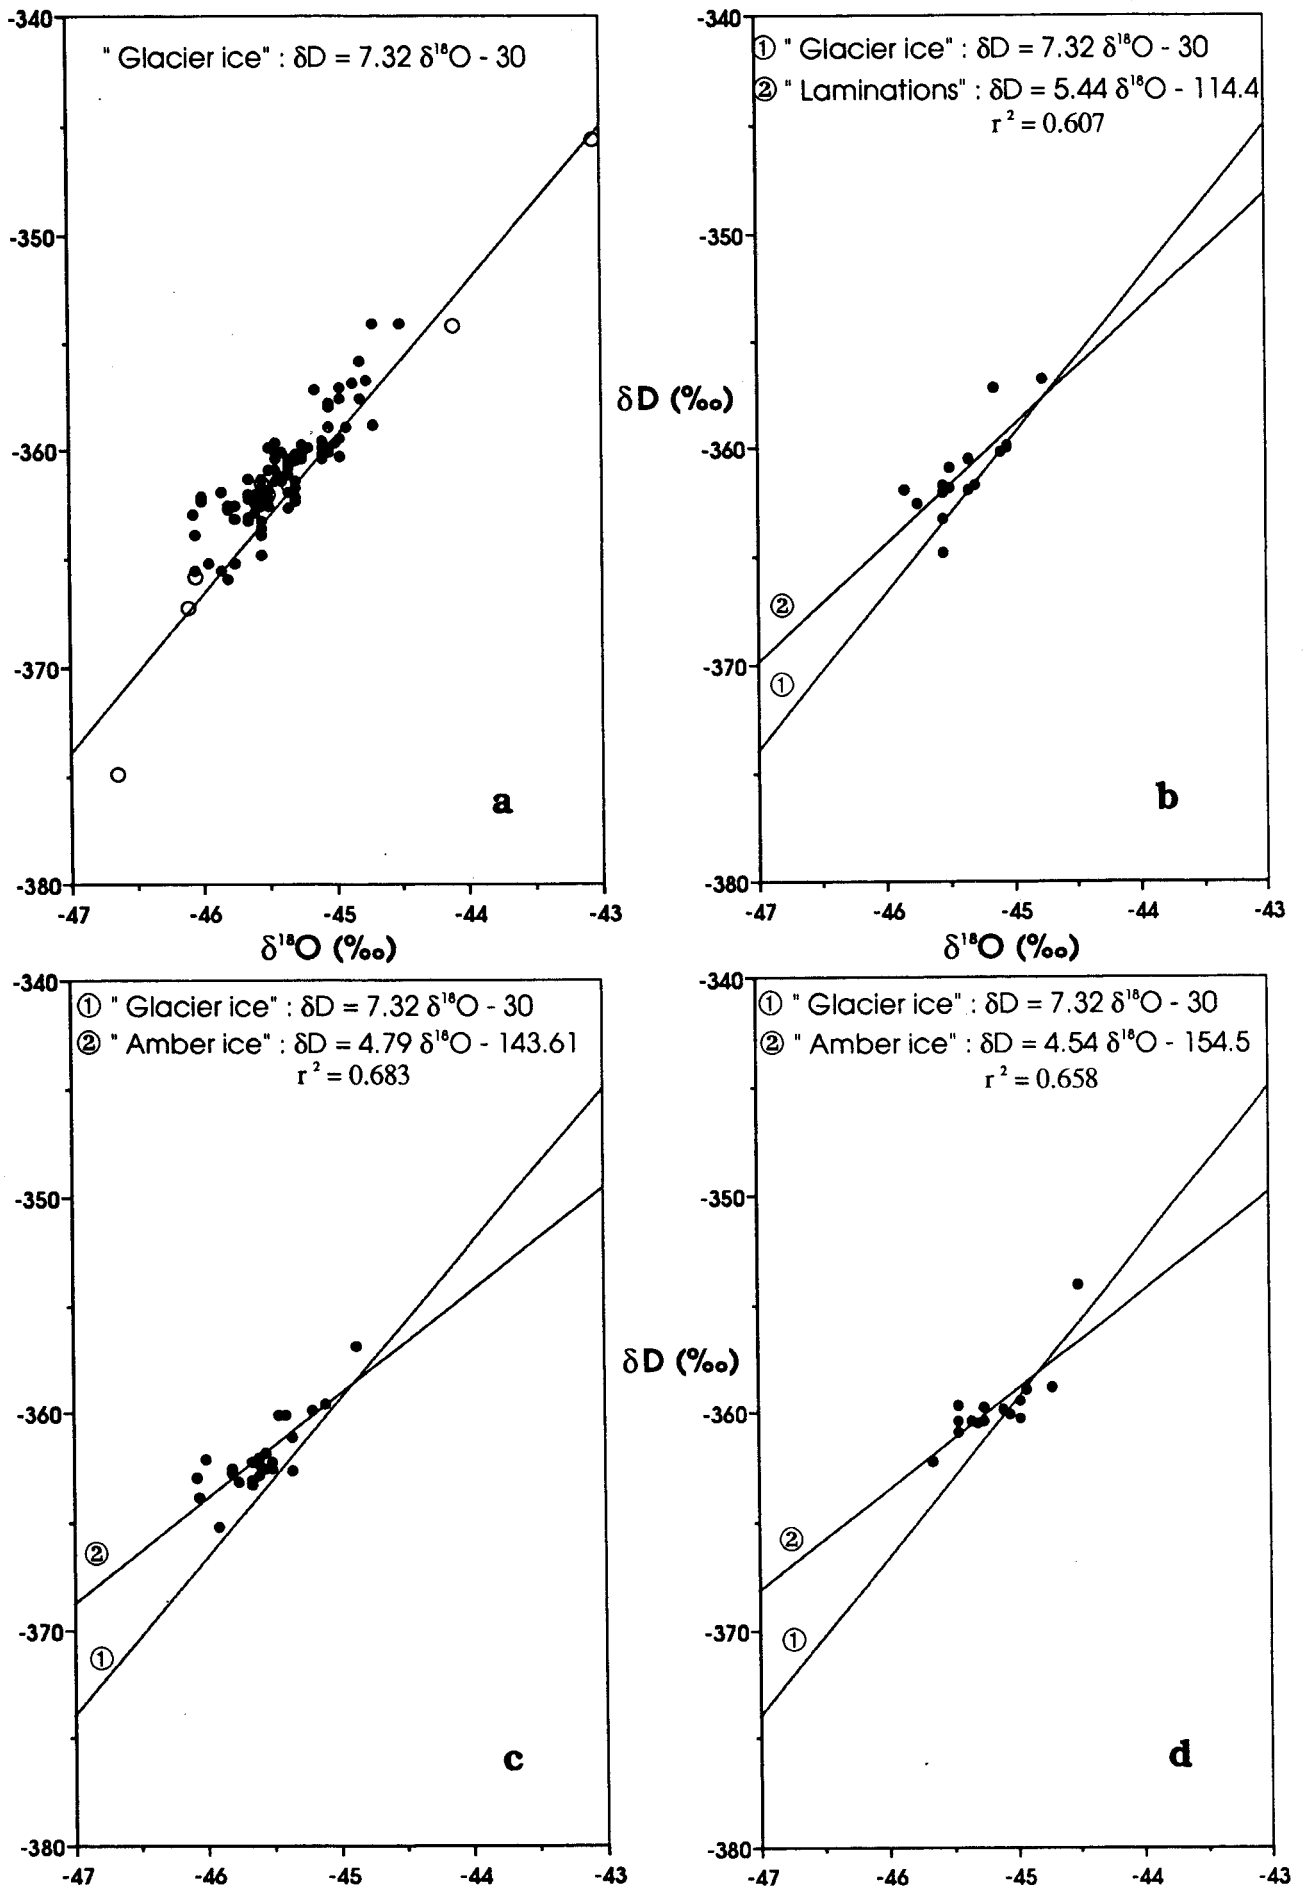 " Glacier ice" : δD = 7.32 δ¹⁸O - 30
-340
-350
-360
-370
-380
-47 -46 -45 -44 -43
δ¹⁸O (‰)
a
① " Glacier ice" : δD = 7.32 δ¹⁸O - 30
② " Laminations" : δD = 5.44 δ¹⁸O - 114.4
r ² = 0.607
-340
-350
δD (‰)
-360
②
-370
①
b
-380
-47 -46 -45 -44 -43
δ¹⁸O (‰)
① " Glacier ice" : δD = 7.32 δ¹⁸O - 30
② " Amber ice" : δD = 4.79 δ¹⁸O - 143.61
r ² = 0.683
-340
-350
-360
②
-370
①
c
-380
-47 -46 -45 -44 -43
① " Glacier ice" : δD = 7.32 δ¹⁸O - 30
② " Amber ice" : δD = 4.54 δ¹⁸O - 154.5
r ² = 0.658
-340
-350
δD (‰)
-360
②
-370
①
d
-380
-47 -46 -45 -44 -43